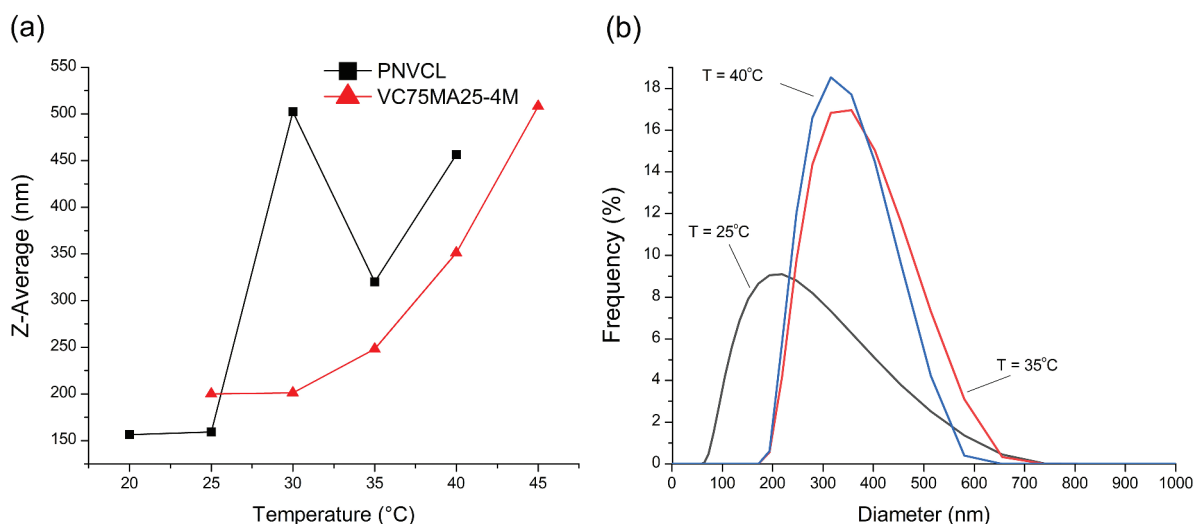 (a)
PNVCL
VC75MA25-4M
Z-Average (nm)
550
500
450
400
350
300
250
200
150
20 25 30 35 40 45
Temperature (°C)
(b)
T = 40°C
T = 25°C
T = 35°C
Frequency (%)
18
16
14
12
10
8
6
4
2
0
0 100 200 300 400 500 600 700 800 900 1000
Diameter (nm)